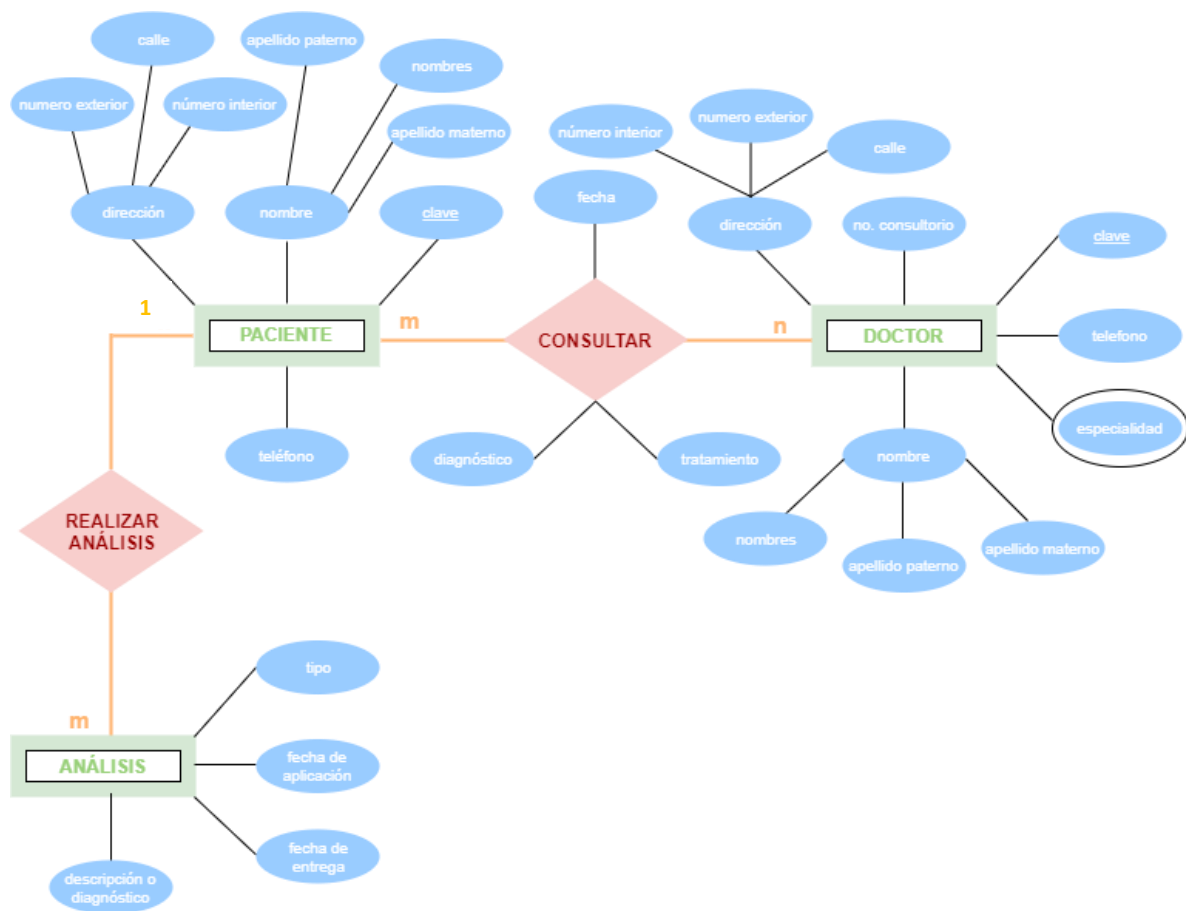 calle
apellido paterno
nombres
numero exterior
número interior
apellido materno
dirección
nombre
clave
número interior
numero exterior
calle
fecha
dirección
no. consultorio
clave
1
PACIENTE
m
CONSULTAR
n
DOCTOR
telefono
teléfono
diagnóstico
tratamiento
nombre
especialidad
nombres
apellido paterno
apellido materno
REALIZAR
ANÁLISIS
tipo
m
ANÁLISIS
fecha de
aplicación
fecha de
entrega
descripción o
diagnóstico